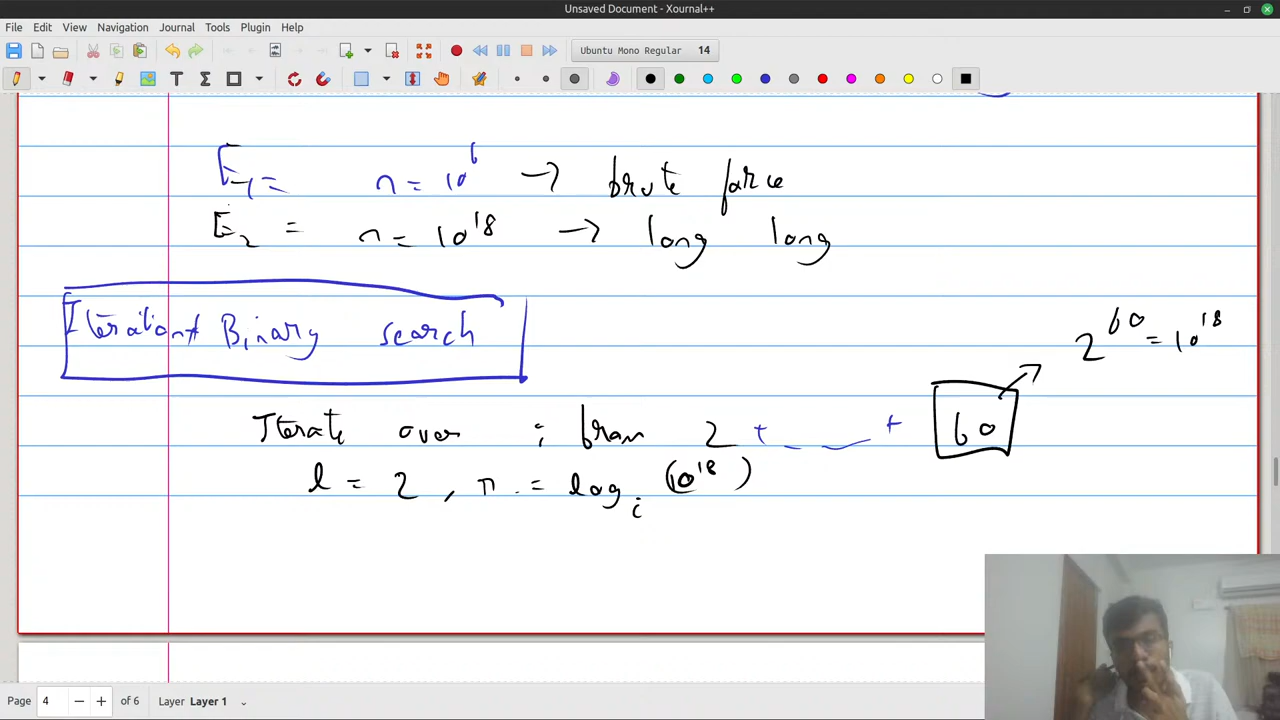 Unsaved Document - Xournal++
File Edit View Navigation Journal Tools Plugin Help
Ubuntu Mono Regular 14
E1 = n = 10^6 → brute force
E2 = n = 10^18 → long long
Iteration + Binary search
2^60 = 10^18
Iterate over i from 2 to 60
l = 2, r = log_i (10^18)
Page 4 of 6 Layer Layer 1